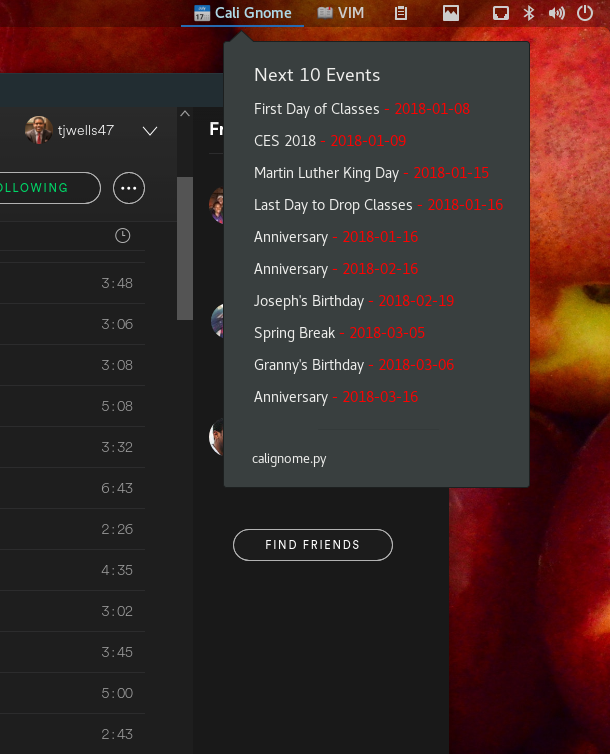 Cali Gnome VIM
Next 10 Events
First Day of Classes - 2018-01-08
CES 2018 - 2018-01-09
Martin Luther King Day - 2018-01-15
Last Day to Drop Classes - 2018-01-16
Anniversary - 2018-01-16
Anniversary - 2018-02-16
Joseph's Birthday - 2018-02-19
Spring Break - 2018-03-05
Granny's Birthday - 2018-03-06
Anniversary - 2018-03-16
calignome.py
tjwells47
Fr
OLLOWING
3:48
3:06
3:08
5:08
3:32
6:43
2:26
4:35
3:02
3:45
5:00
2:43
FIND FRIENDS